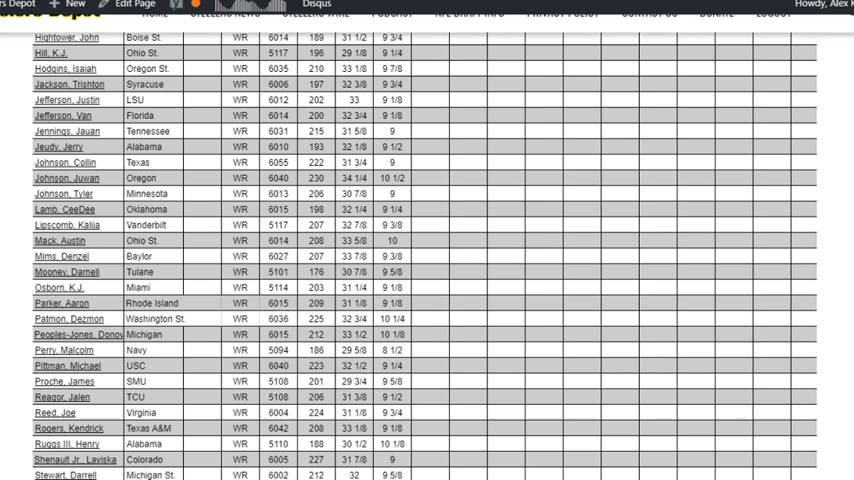 rs Depot + New Edit Page Disqus Howdy, Alex K
Hightower, John Boise St. WR 6014 189 31 1/2 9 3/4
Hill, K.J. Ohio St. WR 5117 196 29 1/8 9 1/4
Hodgins, Isaiah Oregon St. WR 6035 210 33 1/8 9 7/8
Jackson, Trishton Syracuse WR 6006 197 32 3/8 9 3/4
Jefferson, Justin LSU WR 6012 202 33 9 1/8
Jefferson, Van Florida WR 6014 200 32 3/4 9 1/8
Jennings, Jauan Tennessee WR 6031 215 31 5/8 9
Jeudy, Jerry Alabama WR 6010 193 32 1/8 9 1/2
Johnson, Collin Texas WR 6055 222 31 3/4 9
Johnson, Juwan Oregon WR 6040 230 34 1/4 10 1/2
Johnson, Tyler Minnesota WR 6013 206 30 7/8 9
Lamb, CeeDee Oklahoma WR 6015 198 32 1/4 9 1/4
Lipscomb, Kalija Vanderbilt WR 5117 207 32 7/8 9 3/8
Mack, Austin Ohio St. WR 6014 208 33 5/8 10
Mims, Denzel Baylor WR 6027 207 33 7/8 9 3/8
Mooney, Darnell Tulane WR 5101 176 30 7/8 9 5/8
Osborn, K.J. Miami WR 5114 203 31 1/4 9 1/8
Parker, Aaron Rhode Island WR 6015 209 31 1/8 9 1/8
Patmon, Dezmon Washington St. WR 6036 225 32 3/4 10 1/4
Peoples-Jones, Donov Michigan WR 6015 212 33 1/2 10 1/8
Perry, Malcolm Navy WR 5094 186 29 5/8 8 1/2
Pittman, Michael USC WR 6040 223 32 1/2 9 1/4
Proche, James SMU WR 5108 201 29 3/4 9 5/8
Reagor, Jalen TCU WR 5108 206 31 3/8 9 1/2
Reed, Joe Virginia WR 6004 224 31 1/8 9 3/4
Rogers, Kendrick Texas A&M WR 6042 208 33 1/8 9 1/8
Ruggs III, Henry Alabama WR 5110 188 30 1/2 10 1/8
Shenault Jr., Laviska Colorado WR 6005 227 31 7/8 9
Stewart, Darrell Michigan St. WR 6002 212 32 9 5/8